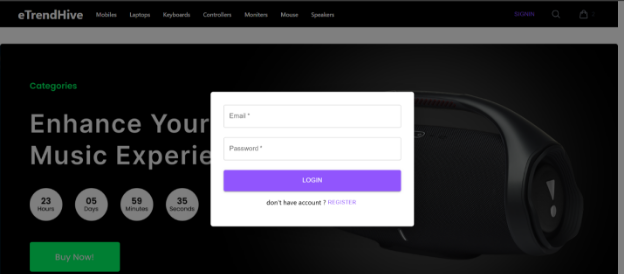 eTrendHive Mobiles Laptops Keyboards Controllers Moniters Mouse Speakers SIGNIN
Categories
Enhance Your
Music Experie
23 Hours
05 Days
59 Minutes
35 Seconds
Buy Now!
Email *
Password *
LOGIN
don't have account ? REGISTER